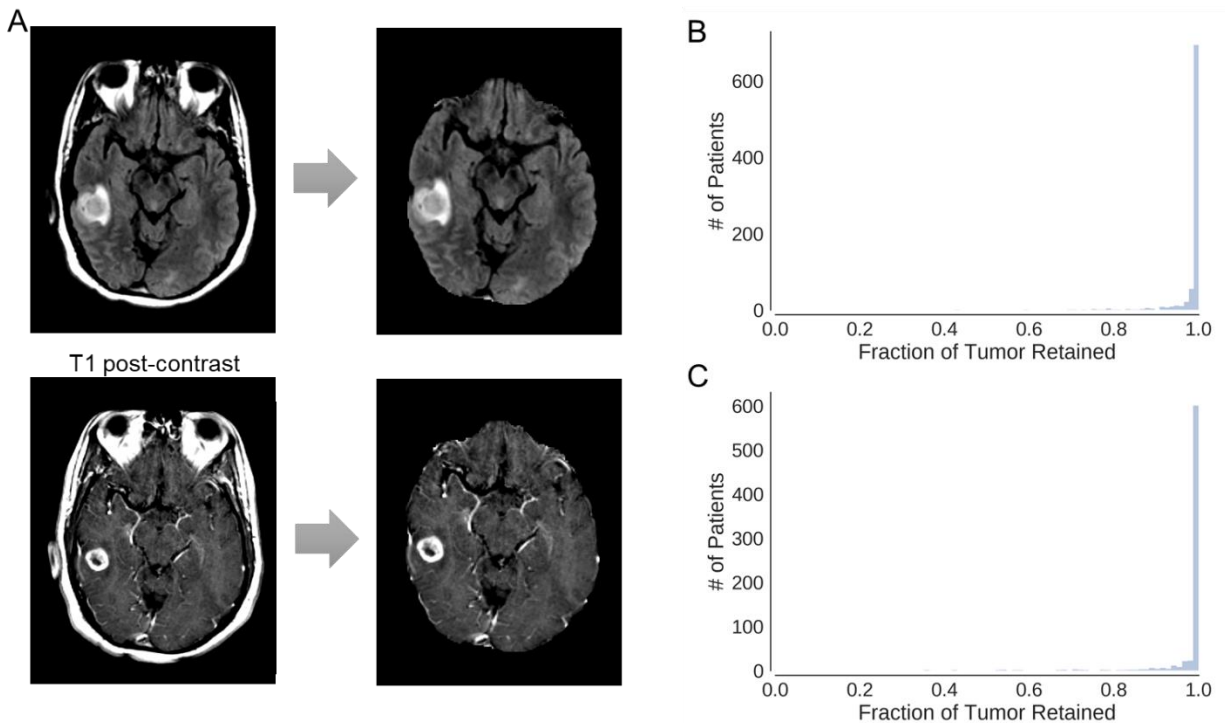 A
T1 post-contrast
B
# of Patients
600
400
200
0
0.0 0.2 0.4 0.6 0.8 1.0
Fraction of Tumor Retained
C
# of Patients
600
500
400
300
200
100
0
0.0 0.2 0.4 0.6 0.8 1.0
Fraction of Tumor Retained